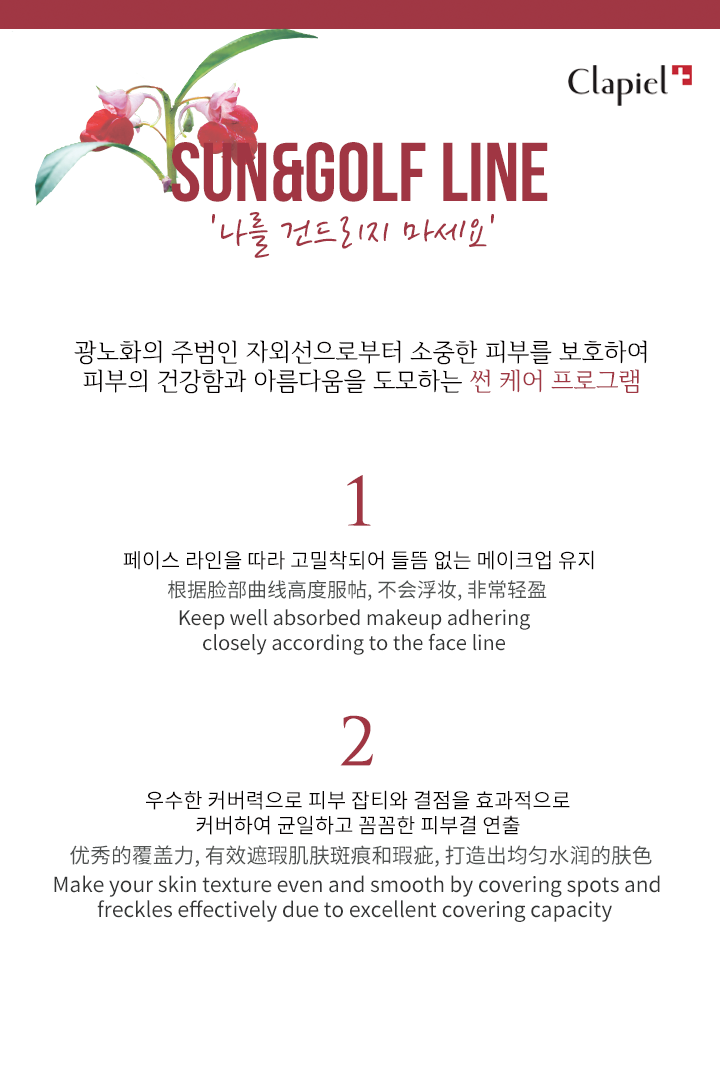 Clapiel
SUN&GOLF LINE
'나를 건드리지 마세요'
광노화의 주범인 자외선으로부터 소중한 피부를 보호하여
피부의 건강함과 아름다움을 도모하는 썬 케어 프로그램
1
페이스 라인을 따라 고밀착되어 들뜸 없는 메이크업 유지
根据脸部曲线高度服帖, 不会浮妆, 非常轻盈
Keep well absorbed makeup adhering
closely according to the face line
2
우수한 커버력으로 피부 잡티와 결점을 효과적으로
커버하여 균일하고 꼼꼼한 피부결 연출
优秀的覆盖力, 有效遮瑕肌肤斑痕和瑕疵, 打造出均匀水润的肤色
Make your skin texture even and smooth by covering spots and
freckles effectively due to excellent covering capacity